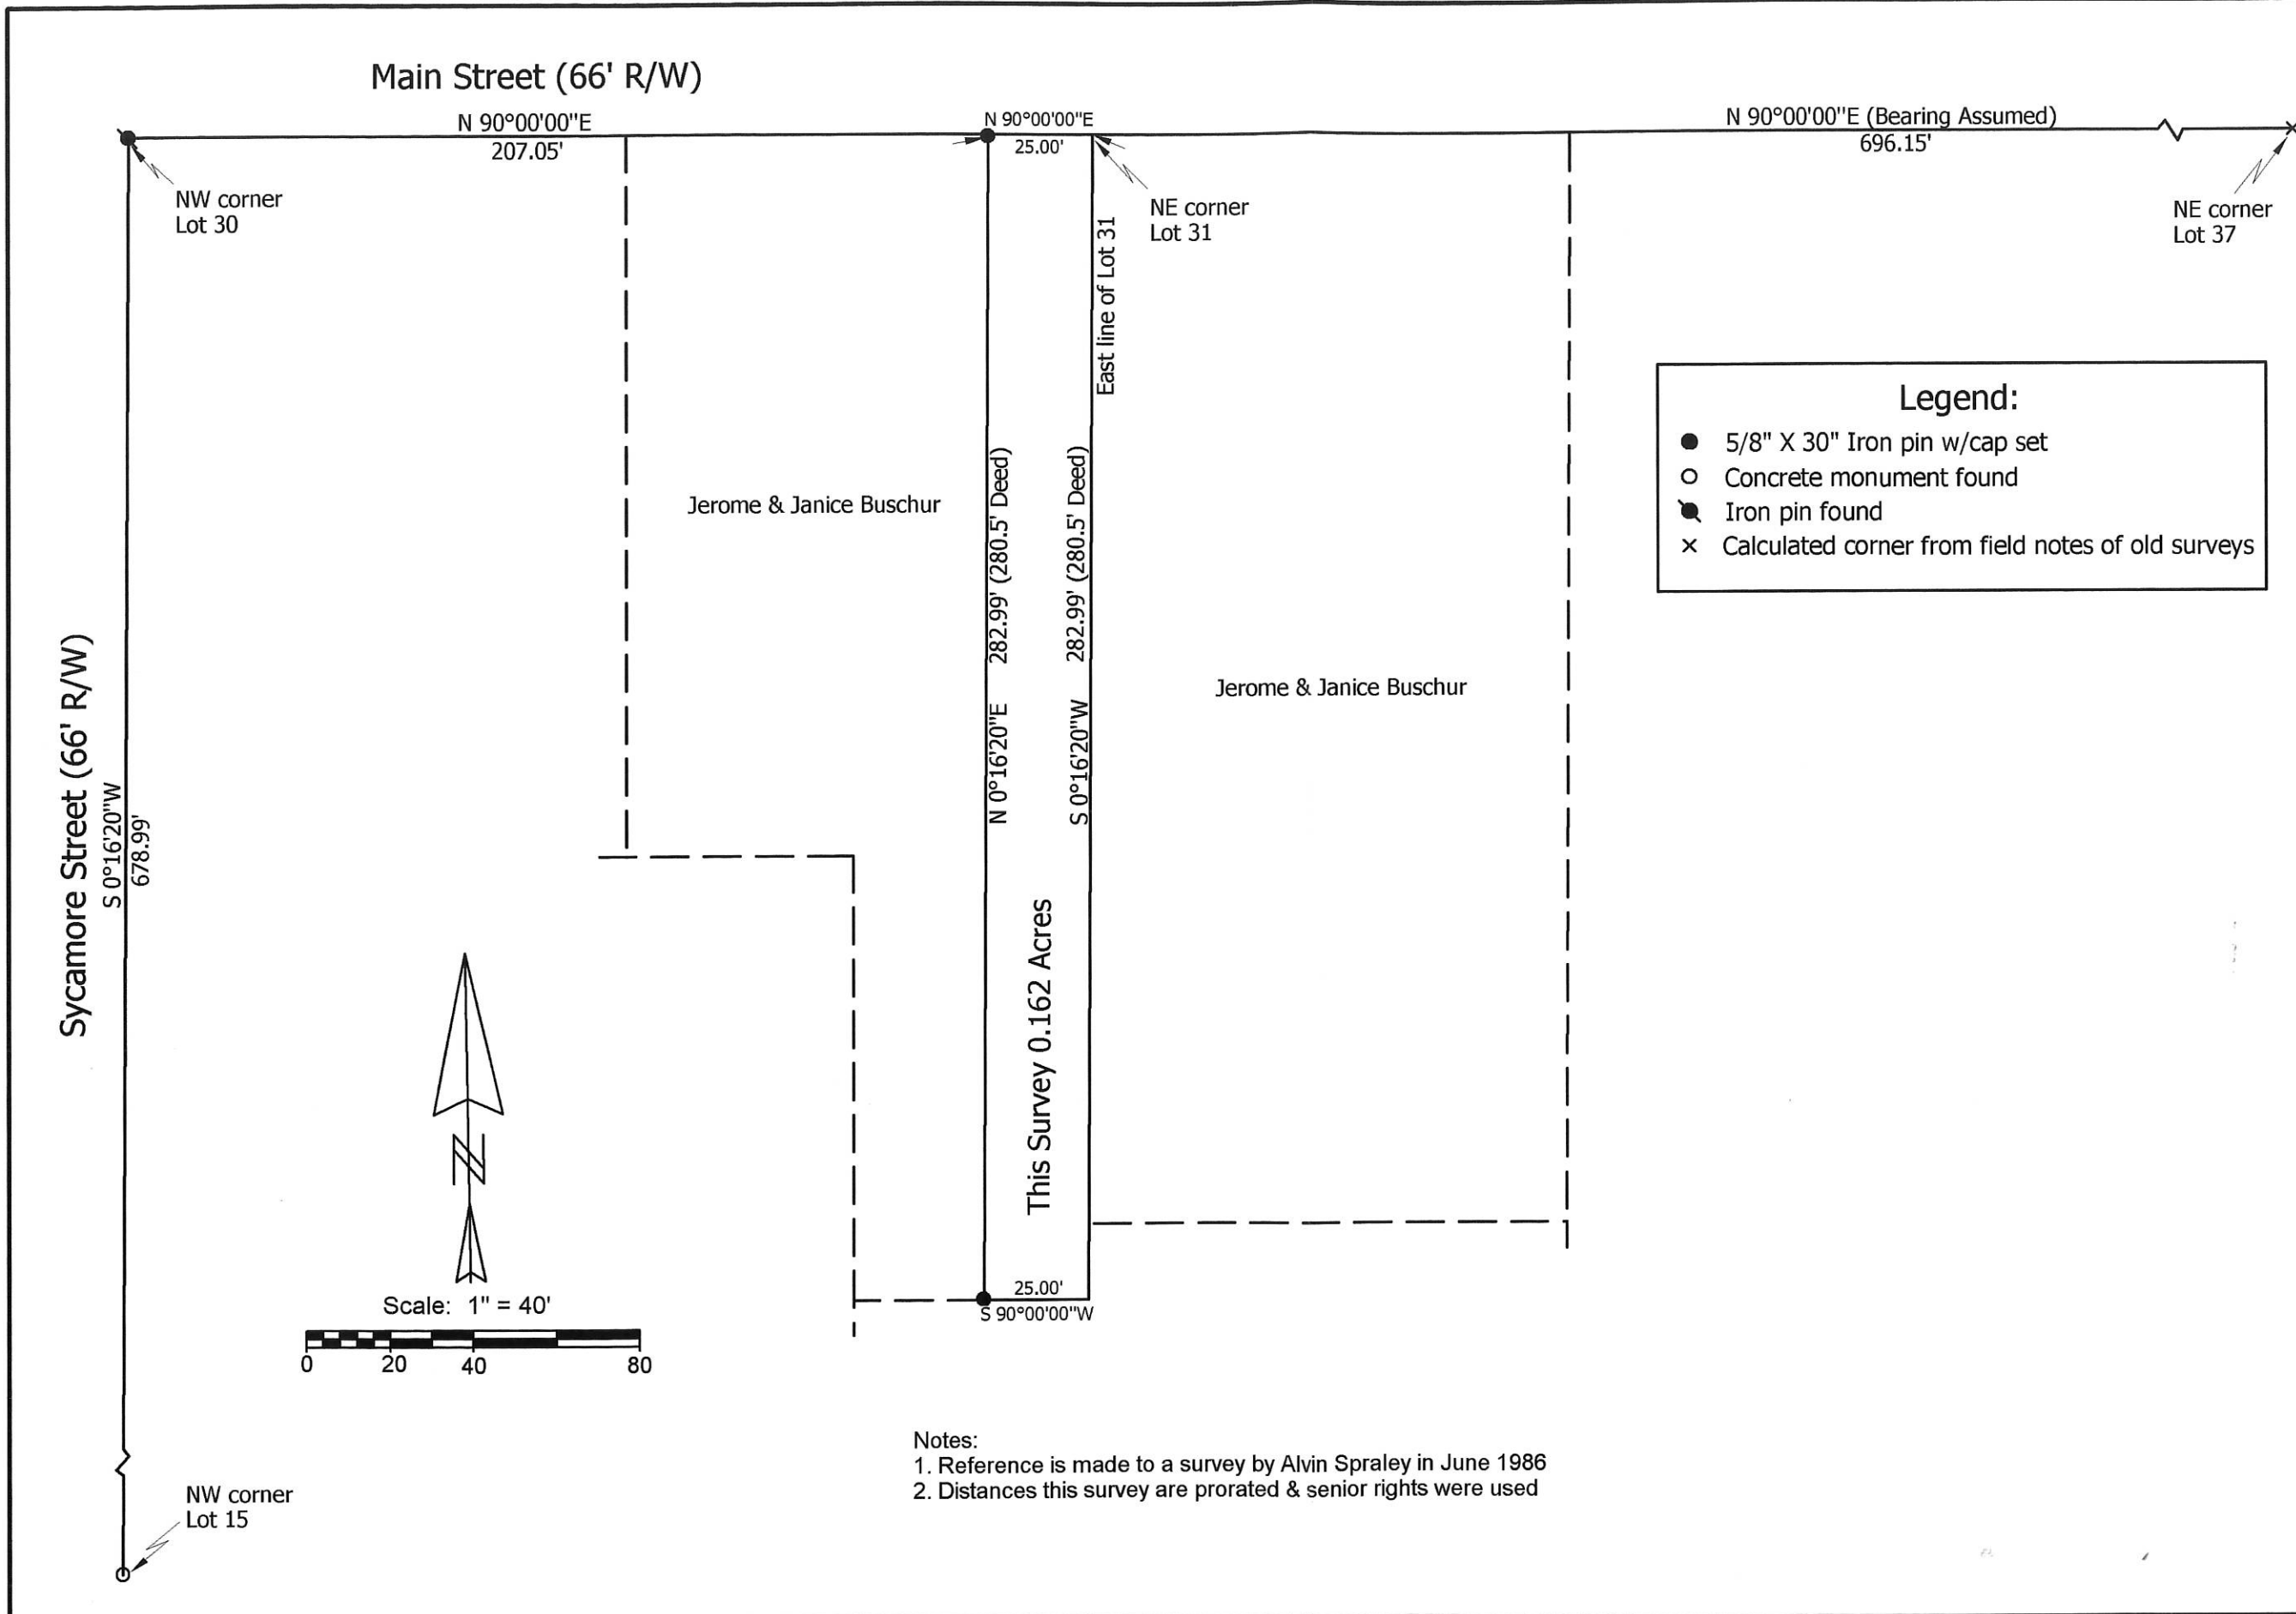 Main Street (66' R/W)
N 90°00'00"E
207.05'
N 90°00'00"E
25.00'
N 90°00'00"E (Bearing Assumed)
696.15'
NW corner
Lot 30
NE corner
Lot 31
NE corner
Lot 37
East line of Lot 31
Legend:
5/8" X 30" Iron pin w/cap set
Concrete monument found
Iron pin found
Calculated corner from field notes of old surveys
Jerome & Janice Buschur
N 0°16'20"E 282.99' (280.5' Deed)
S 0°16'20"W 282.99' (280.5' Deed)
Jerome & Janice Buschur
Sycamore Street (66' R/W)
S 0°16'20"W
678.99'
This Survey 0.162 Acres
N
25.00'
S 90°00'00"W
Scale: 1" = 40'
0 20 40 80
Notes:
1. Reference is made to a survey by Alvin Spraley in June 1986
2. Distances this survey are prorated & senior rights were used
NW corner
Lot 15